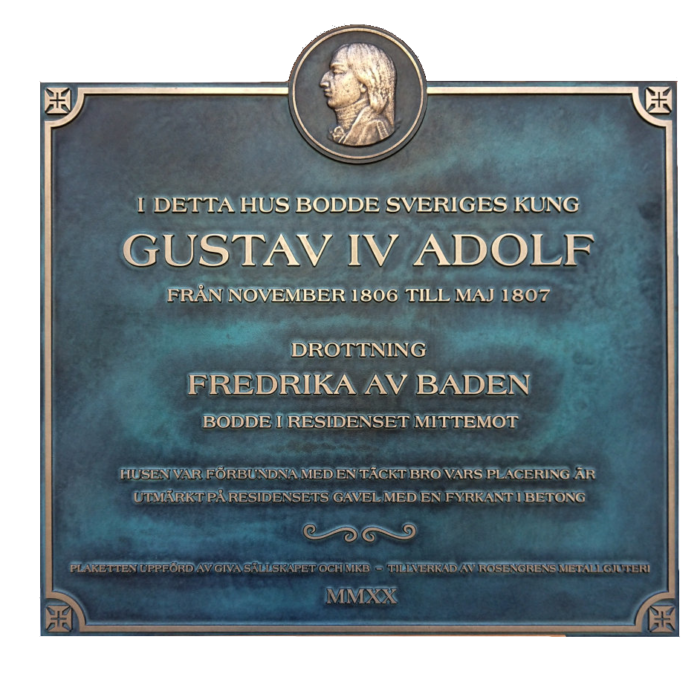 I DETTA HUS BODDE SVERIGES KUNG
GUSTAV IV ADOLF
FRÅN NOVEMBER 1806 TILL MAJ 1807
DROTTNING
FREDRIKA AV BADEN
BODDE I RESIDENSET MITTEMOT
HUSEN VAR FÖRBUNDNA MED EN TÄCKT BRO VARS PLACERING ÄR
UTMÄRKT PÅ RESIDENSETS GAVEL MED EN FYRKANT I BETONG
PLAKETTEN UPPFÖRD AV GIVA SÄLLSKAPET OCH MKB * TILLVERKAD AV ROSENGRENS METALLGJUTERI
MMXX